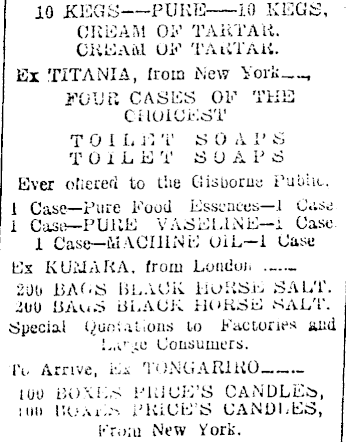 10 KEGS—PURE—10 KEGS,
CREAM OF TARTAR.
CREAM OF TARTAR.
Ex TITANIA, from New York——,
FOUR CASES OF THE
CHOICEST
TOILET SOAPS
TOILET SOAPS
Ever offered to the Gisborne Public.
1 Case—Pure Food Essences—1 Case
1 Case—PURE VASELINE—1 Case.
1 Case—MACHINE OIL—1 Case
Ex KUMARA, from London ——
200 BAGS BLACK HORSE SALT.
200 BAGS BLACK HORSE SALT.
Special Quotations to Factories and
Large Consumers.
To Arrive, Ex TONGARIRO——
100 BOXES PRICE'S CANDLES,
100 BOXES PRICE'S CANDLES,
From New York.